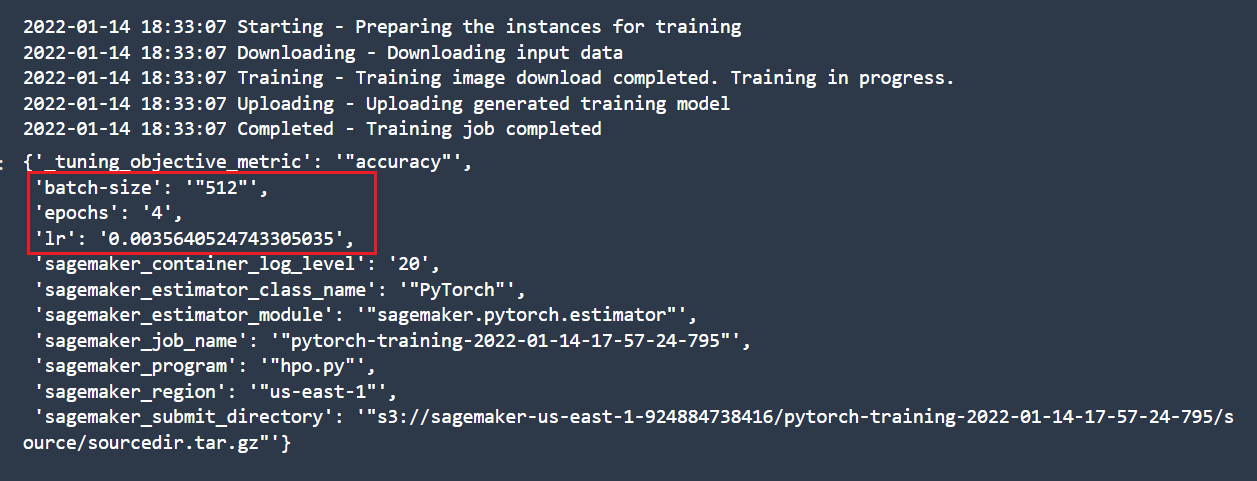 2022-01-14 18:33:07 Starting - Preparing the instances for training
2022-01-14 18:33:07 Downloading - Downloading input data
2022-01-14 18:33:07 Training - Training image download completed. Training in progress.
2022-01-14 18:33:07 Uploading - Uploading generated training model
2022-01-14 18:33:07 Completed - Training job completed
: {'_tuning_objective_metric': '"accuracy"',
'batch-size': '"512"',
'epochs': '4',
'lr': '0.0035640524743305035',
'sagemaker_container_log_level': '20',
'sagemaker_estimator_class_name': '"PyTorch"',
'sagemaker_estimator_module': '"sagemaker.pytorch.estimator"',
'sagemaker_job_name': '"pytorch-training-2022-01-14-17-57-24-795"',
'sagemaker_program': '"hpo.py"',
'sagemaker_region': '"us-east-1"',
'sagemaker_submit_directory': '"s3://sagemaker-us-east-1-924884738416/pytorch-training-2022-01-14-17-57-24-795/s
ource/sourcedir.tar.gz"'}